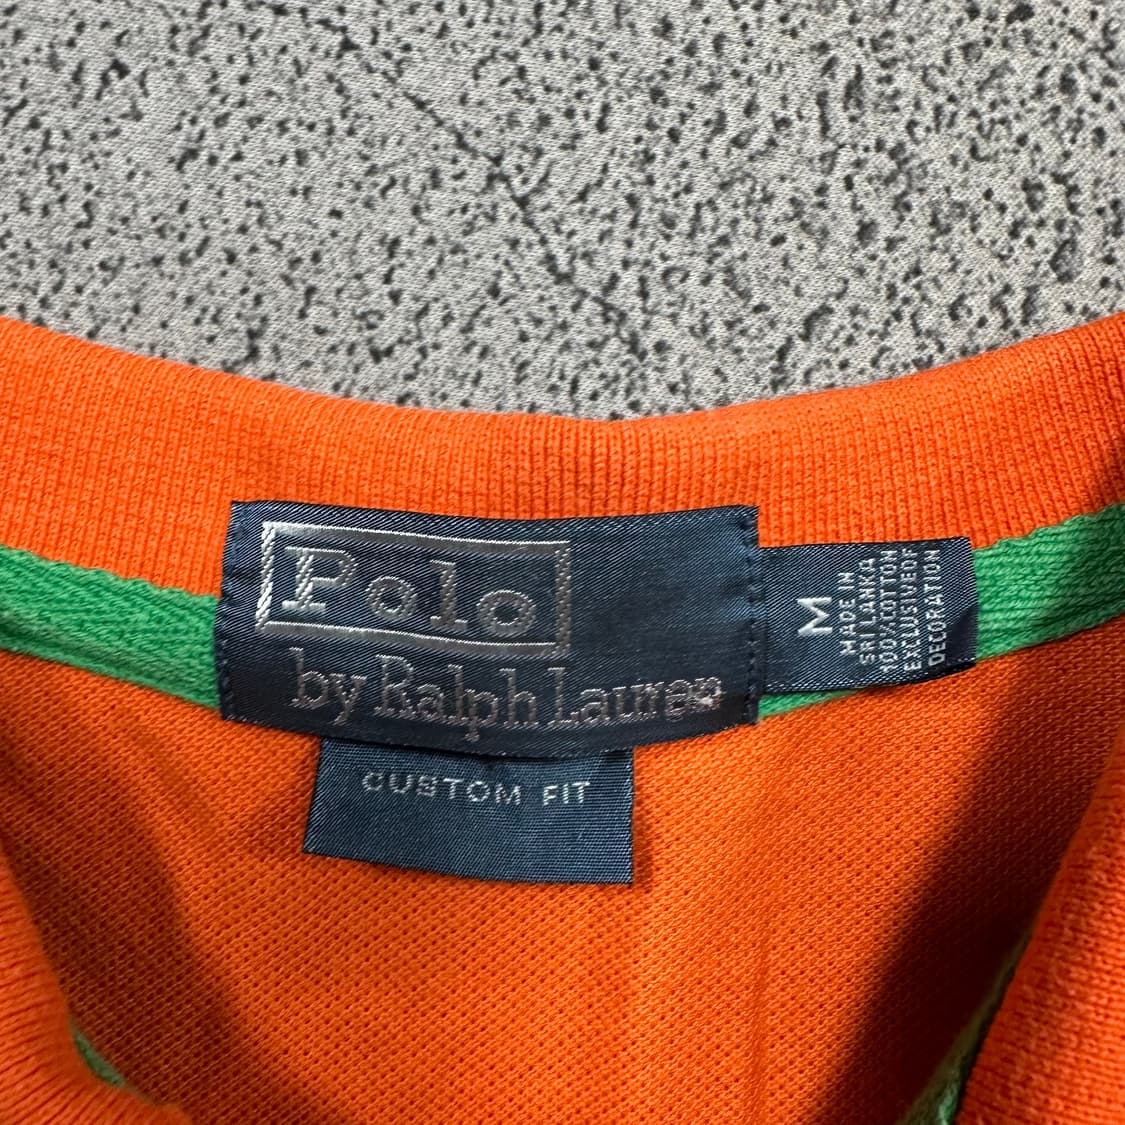 Polo
by Ralph Lauren
CUSTOM FIT
M
MADE IN
SRI LANKA
100% COTTON
EXCLUSIVE OF
DECORATION